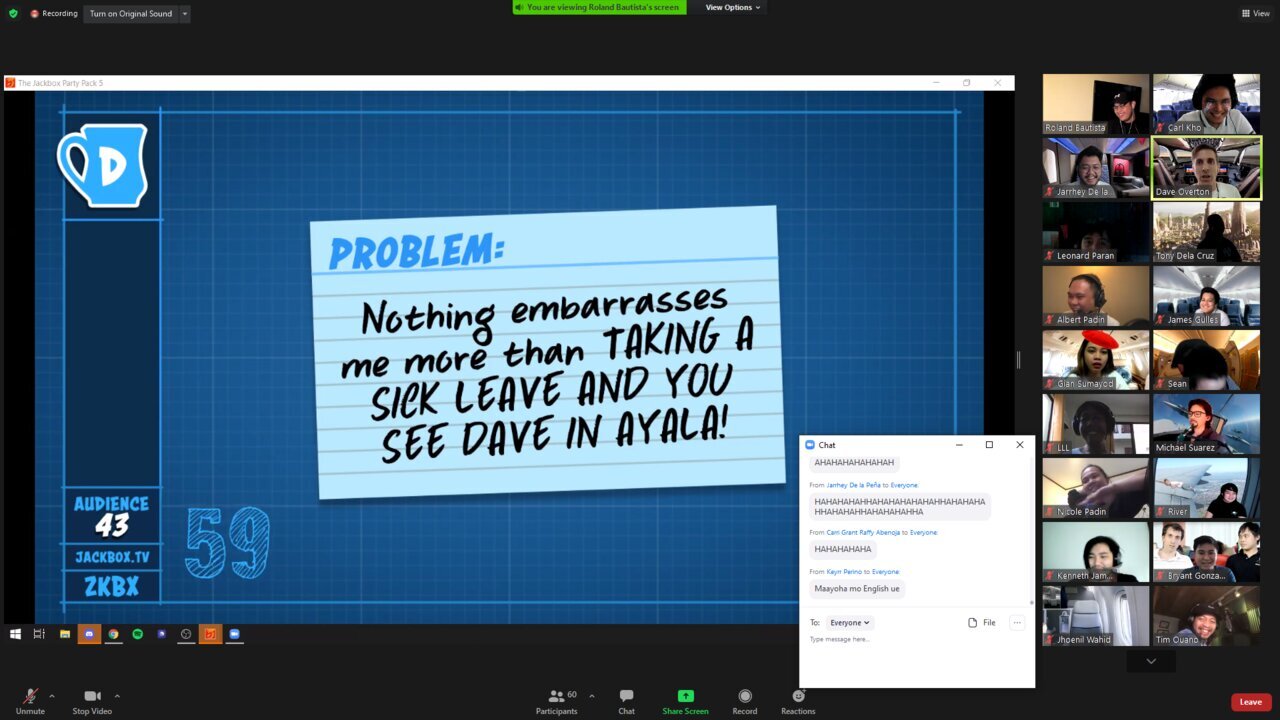 Recording
Turn on Original Sound
You are viewing Roland Bautista's screen
View Options
View
The Jackbox Party Pack 5
D
PROBLEM:
Nothing embarrasses
me more than TAKING A
SICK LEAVE AND YOU
SEE DAVE IN AYALA!
AUDIENCE
43
JACKBOX.TV
ZKBX
59
Roland Bautista
Carl Kho
Jarrhey De la
Dave Overton
Leonard Paran
Tony Dela Cruz
Albert Padin
James Gulles
Gian Sumayod
Sean
LLL
Michael Suarez
Nicole Padin
River
Kenneth Jam...
Bryant Gonza...
Jhoenil Wahid
Tim Ouano
Chat
AHAHAHAHAHAHAH
From Jarrhey De la Peña to Everyone:
HAHAHAHAHHAHAHAHAHAHAHHAHAHAHA
HHAHAHAHHAHAHAHAHHA
From Carl Grant Raffy Abenoja to Everyone:
HAHAHAHAHA
From Keyrr Perino to Everyone:
Maayoha mo English ue
To: Everyone
File
Type message here...
Unmute
Stop Video
60
Participants
Chat
Share Screen
Record
Reactions
Leave